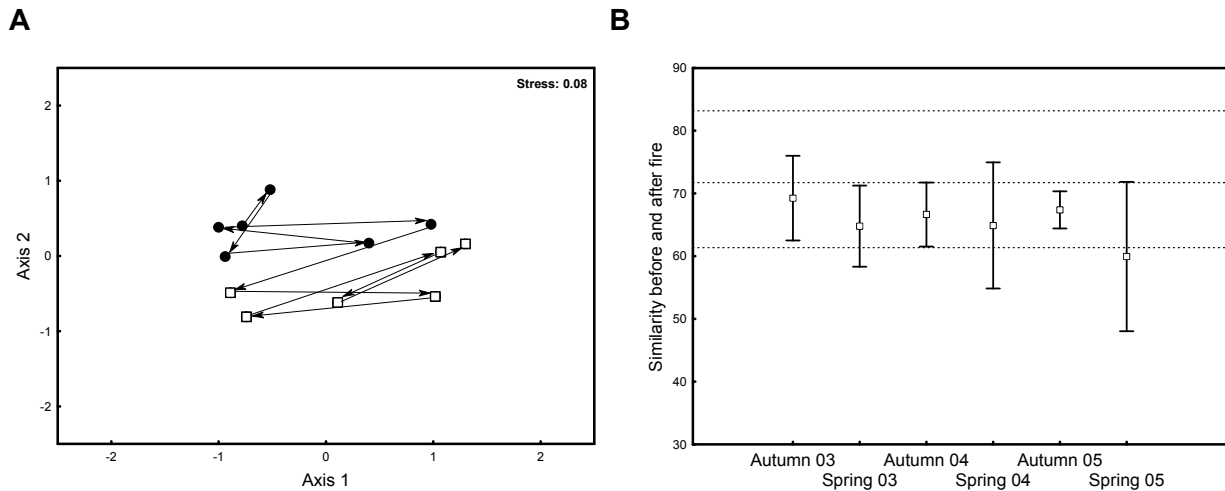 A
Stress: 0.08
Axis 2
2
1
0
-1
-2
-2
-1
0
1
2
Axis 1
B
Similarity before and after fire
90
80
70
60
50
40
30
Autumn 03
Spring 03
Autumn 04
Spring 04
Autumn 05
Spring 05